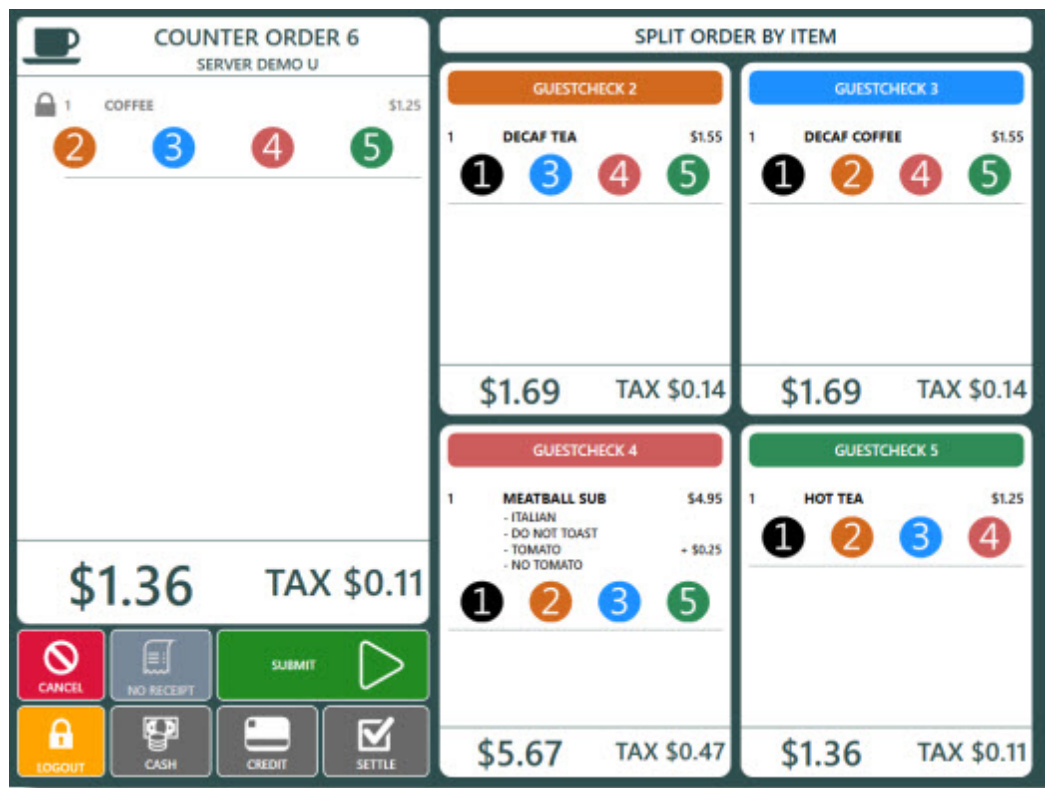 COUNTER ORDER 6
SERVER DEMO U
1 COFFEE $1.25
2 3 4 5
$1.36 TAX $0.11
CANCEL
NO RECEIPT
SUBMIT
LOGOUT
CASH
CREDIT
SETTLE
SPLIT ORDER BY ITEM
GUESTCHECK 2
1 DECAF TEA $1.55
1 3 4 5
$1.69 TAX $0.14
GUESTCHECK 3
1 DECAF COFFEE $1.55
1 2 4 5
$1.69 TAX $0.14
GUESTCHECK 4
1 MEATBALL SUB $4.95
- ITALIAN
- DO NOT TOAST
- TOMATO + $0.25
- NO TOMATO
1 2 3 5
$5.67 TAX $0.47
GUESTCHECK 5
1 HOT TEA $1.25
1 2 3 4
$1.36 TAX $0.11